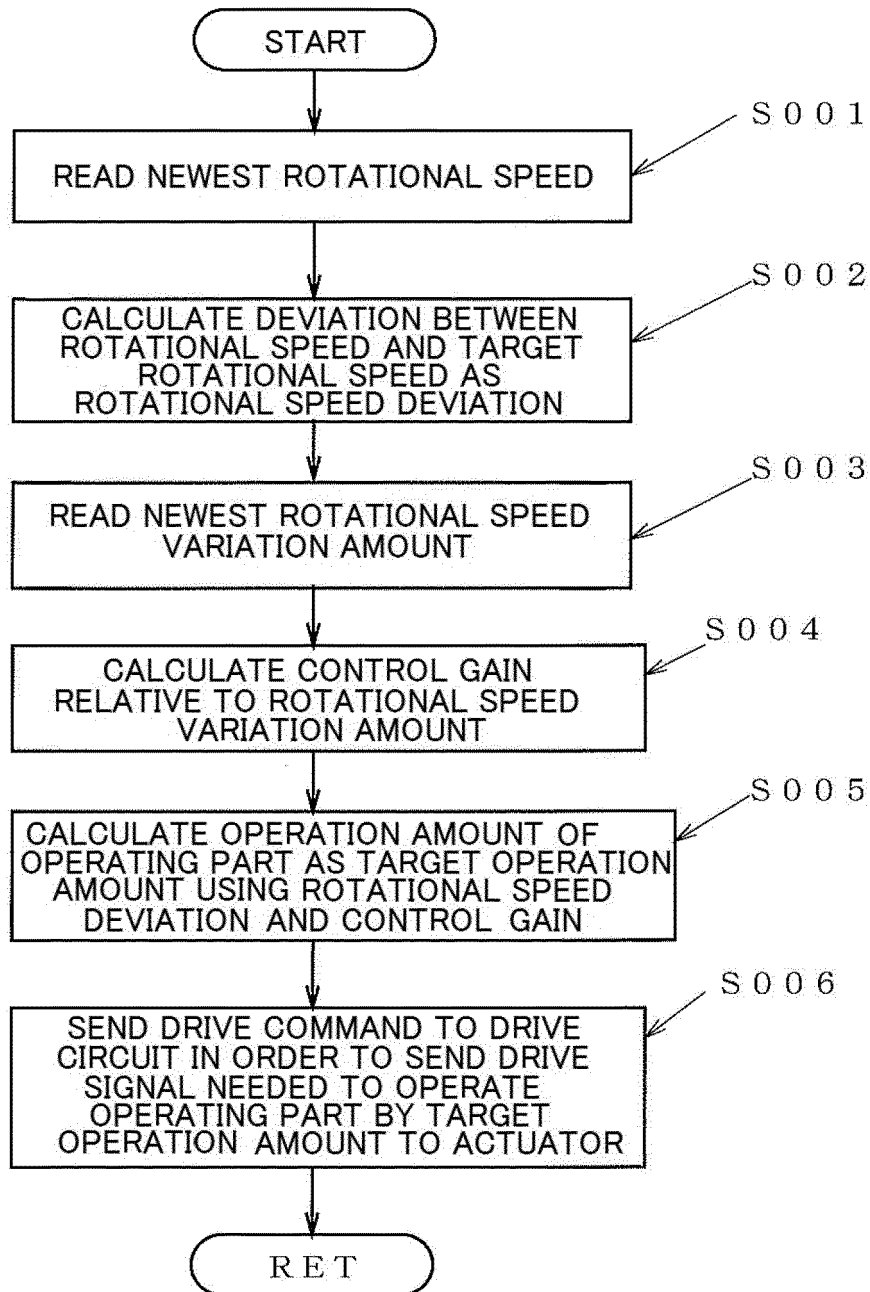 START
S001
READ NEWEST ROTATIONAL SPEED
S002
CALCULATE DEVIATION BETWEEN
ROTATIONAL SPEED AND TARGET
ROTATIONAL SPEED AS
ROTATIONAL SPEED DEVIATION
S003
READ NEWEST ROTATIONAL SPEED
VARIATION AMOUNT
S004
CALCULATE CONTROL GAIN
RELATIVE TO ROTATIONAL SPEED
VARIATION AMOUNT
S005
CALCULATE OPERATION AMOUNT OF
OPERATING PART AS TARGET OPERATION
AMOUNT USING ROTATIONAL SPEED
DEVIATION AND CONTROL GAIN
S006
SEND DRIVE COMMAND TO DRIVE
CIRCUIT IN ORDER TO SEND DRIVE
SIGNAL NEEDED TO OPERATE
OPERATING PART BY TARGET
OPERATION AMOUNT TO ACTUATOR
RET